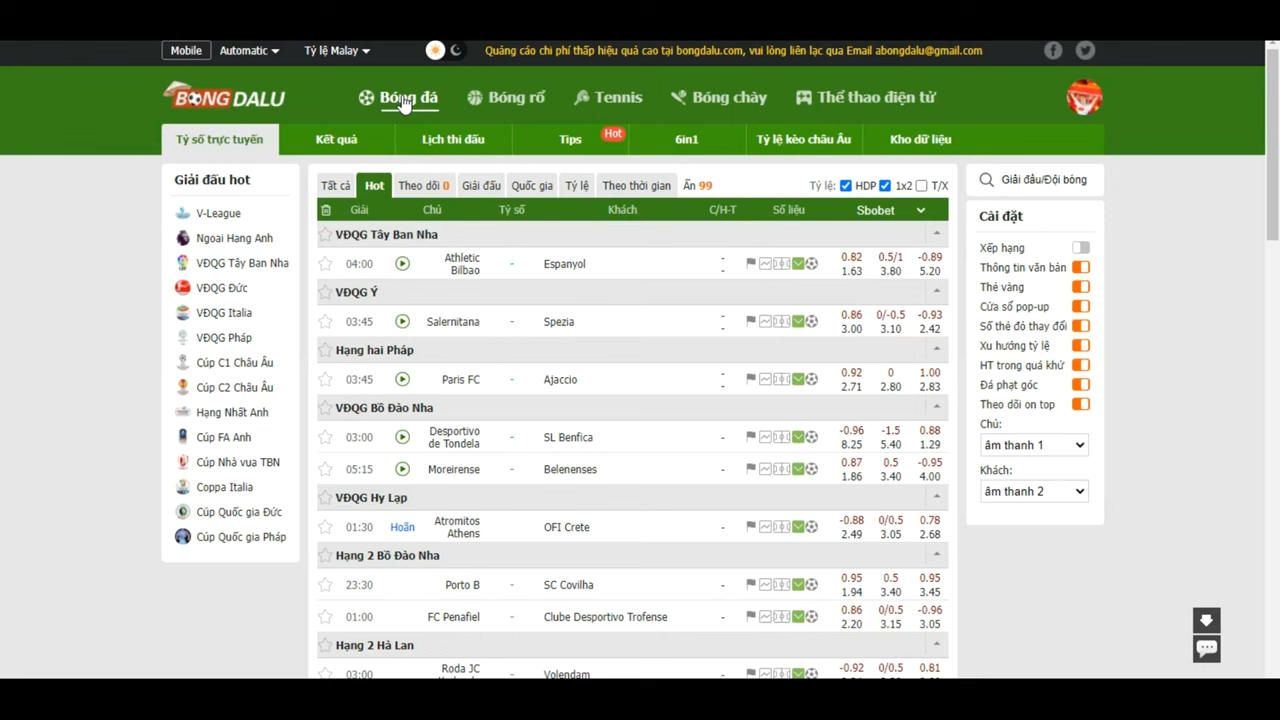 Mobile Automatic Tỷ lệ Malay Quảng cáo chi phí thấp hiệu quả cao tại bongdalu.com, vui lòng liên lạc qua Email abongdalu@gmail.com
BONGDALU Bóng đá Bóng rổ Tennis Bóng chày Thể thao điện tử
Tỷ số trực tuyến Kết quả Lịch thi đấu Tips Hot 6in1 Tỷ lệ kèo châu Âu Kho dữ liệu
Giải đấu hot
V-League
Ngoai Hang Anh
VĐQG Tây Ban Nha
VĐQG Đức
VĐQG Italia
VĐQG Pháp
Cúp C1 Châu Âu
Cúp C2 Châu Âu
Hạng Nhất Anh
Cúp FA Anh
Cúp Nhà vua TBN
Coppa Italia
Cúp Quốc gia Đức
Cúp Quốc gia Pháp
Tất cả Hot Theo dõi 0 Giải đấu Quốc gia Tỷ lệ Theo thời gian Ẩn 99 Tỷ lệ: HDP 1x2 T/X
Giải Chủ Tỷ số Khách C/H-T Số liệu Sbobet
VĐQG Tây Ban Nha
04:00 Athletic Bilbao - Espanyol - - 0.82 0.5/1 -0.89
1.63 3.80 5.20
VĐQG Ý
03:45 Salernitana - Spezia - - 0.86 0/-0.5 -0.93
3.00 3.10 2.42
Hạng hai Pháp
03:45 Paris FC - Ajaccio - - 0.92 0 1.00
2.71 2.80 2.83
VĐQG Bồ Đào Nha
03:00 Desportivo de Tondela - SL Benfica - -0.96 -1.5 0.88
8.25 5.40 1.29
05:15 Moreirense - Belenenses - 0.87 0.5 -0.95
1.86 3.40 4.00
VĐQG Hy Lạp
01:30 Hoãn Atromitos Athens - OFI Crete - -0.88 0/0.5 0.78
2.49 3.05 2.68
Hạng 2 Bồ Đào Nha
23:30 Porto B - SC Covilha - 0.95 0.5 0.95
1.94 3.40 3.45
01:00 FC Penafiel - Clube Desportivo Trofense - 0.86 0/0.5 -0.96
2.20 3.15 3.05
Hạng 2 Hà Lan
03:00 Roda JC - Volendam - -0.92 0/0.5 0.81
Giải đấu/Đội bóng
Cài đặt
Xếp hạng
Thông tin văn bản
Thẻ vàng
Cửa sổ pop-up
Số thẻ đỏ thay đổi
Xu hướng tỷ lệ
HT trong quá khứ
Đá phạt góc
Theo dõi on top
Chủ:
âm thanh 1
Khách:
âm thanh 2